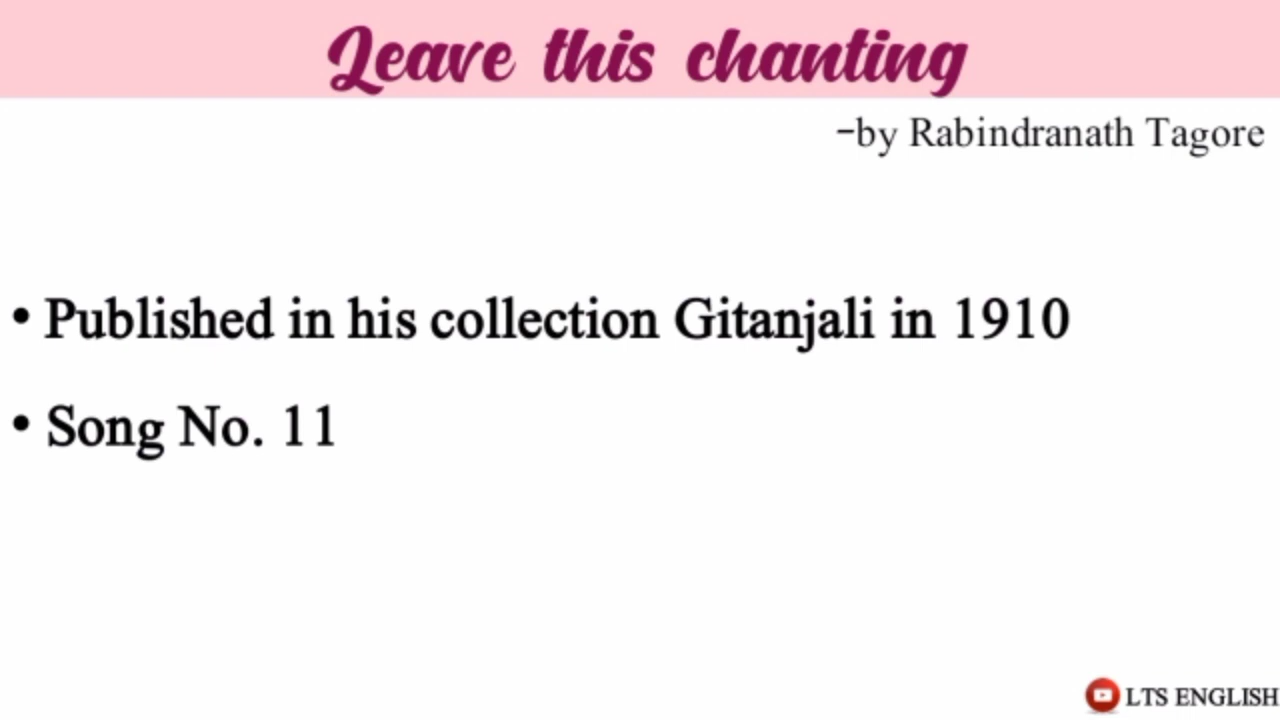 Leave this chanting
-by Rabindranath Tagore
• Published in his collection Gitanjali in 1910
• Song No. 11
LTS ENGLISH